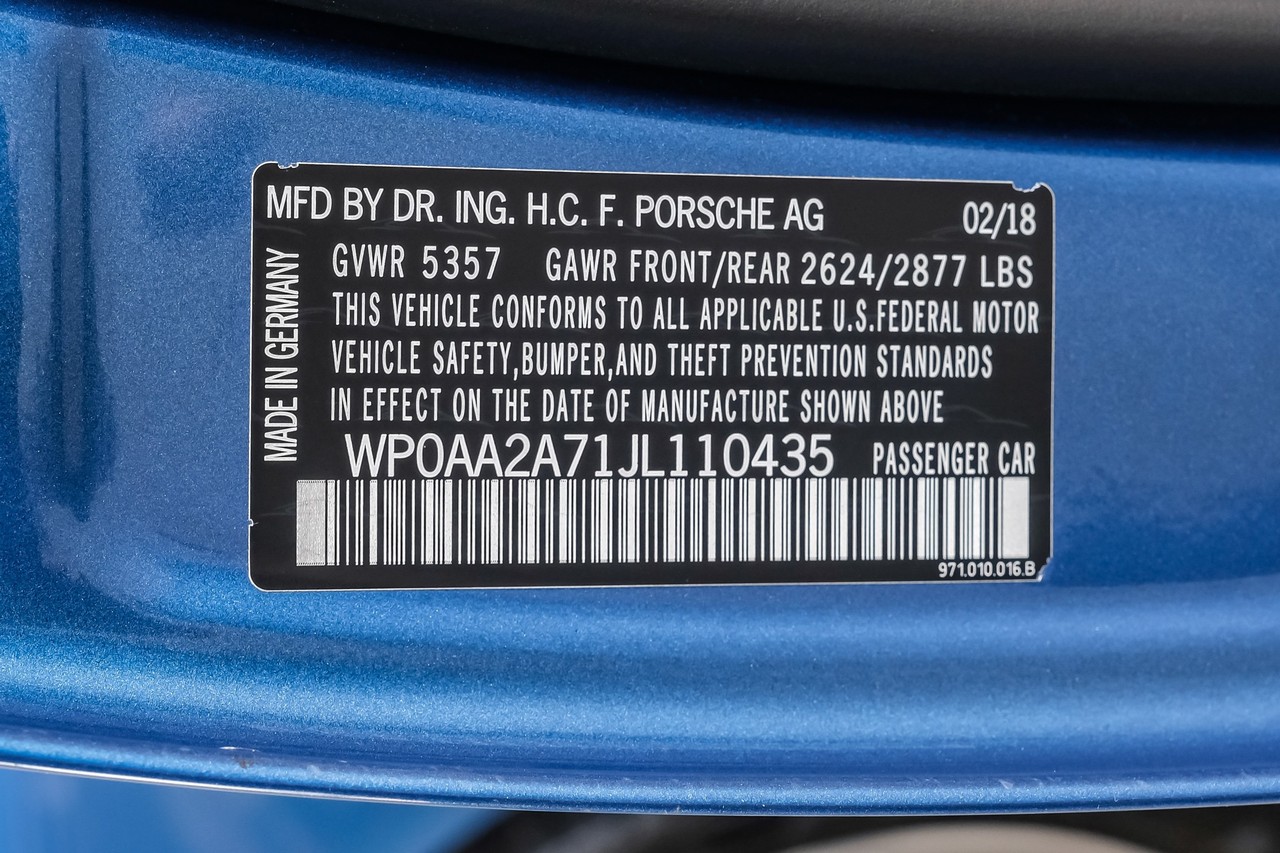 MFD BY DR. ING. H.C. F. PORSCHE AG 02/18
MADE IN GERMANY
GVWR 5357 GAWR FRONT/REAR 2624/2877 LBS
THIS VEHICLE CONFORMS TO ALL APPLICABLE U.S.FEDERAL MOTOR
VEHICLE SAFETY,BUMPER,AND THEFT PREVENTION STANDARDS
IN EFFECT ON THE DATE OF MANUFACTURE SHOWN ABOVE
WP0AA2A71JL110435 PASSENGER CAR
971.010.016.B